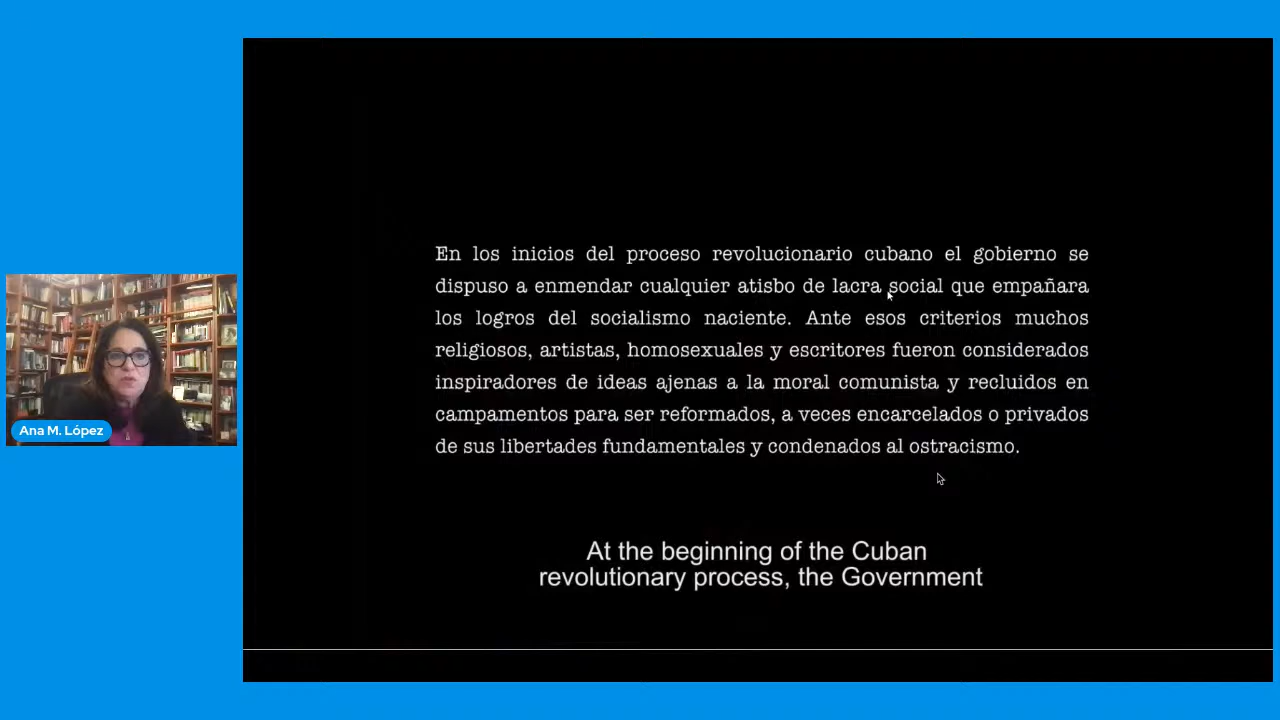 En los inicios del proceso revolucionario cubano el gobierno se
dispuso a enmendar cualquier atisbo de lacra social que empañara
los logros del socialismo naciente. Ante esos criterios muchos
religiosos, artistas, homosexuales y escritores fueron considerados
inspiradores de ideas ajenas a la moral comunista y recluidos en
campamentos para ser reformados, a veces encarcelados o privados
de sus libertades fundamentales y condenados al ostracismo.
Ana M. López
At the beginning of the Cuban
revolutionary process, the Government